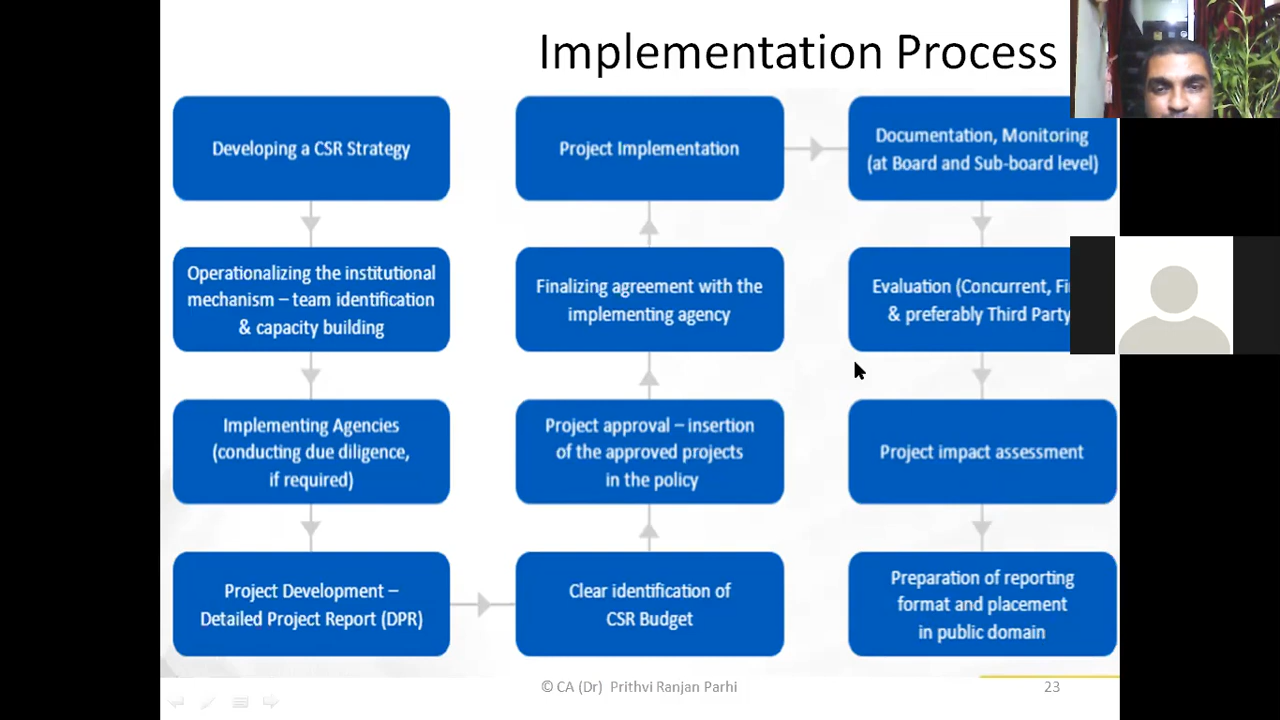 Implementation Process
Developing a CSR Strategy
Operationalizing the institutional
mechanism – team identification
& capacity building
Implementing Agencies
(conducting due diligence,
if required)
Project Development –
Detailed Project Report (DPR)
Clear identification of
CSR Budget
Project approval – insertion
of the approved projects
in the policy
Finalizing agreement with the
implementing agency
Project Implementation
Documentation, Monitoring
(at Board and Sub-board level)
Evaluation (Concurrent,
& preferably Third Party
Project impact assessment
Preparation of reporting
format and placement
in public domain
© CA (Dr) Prithvi Ranjan Parhi
23